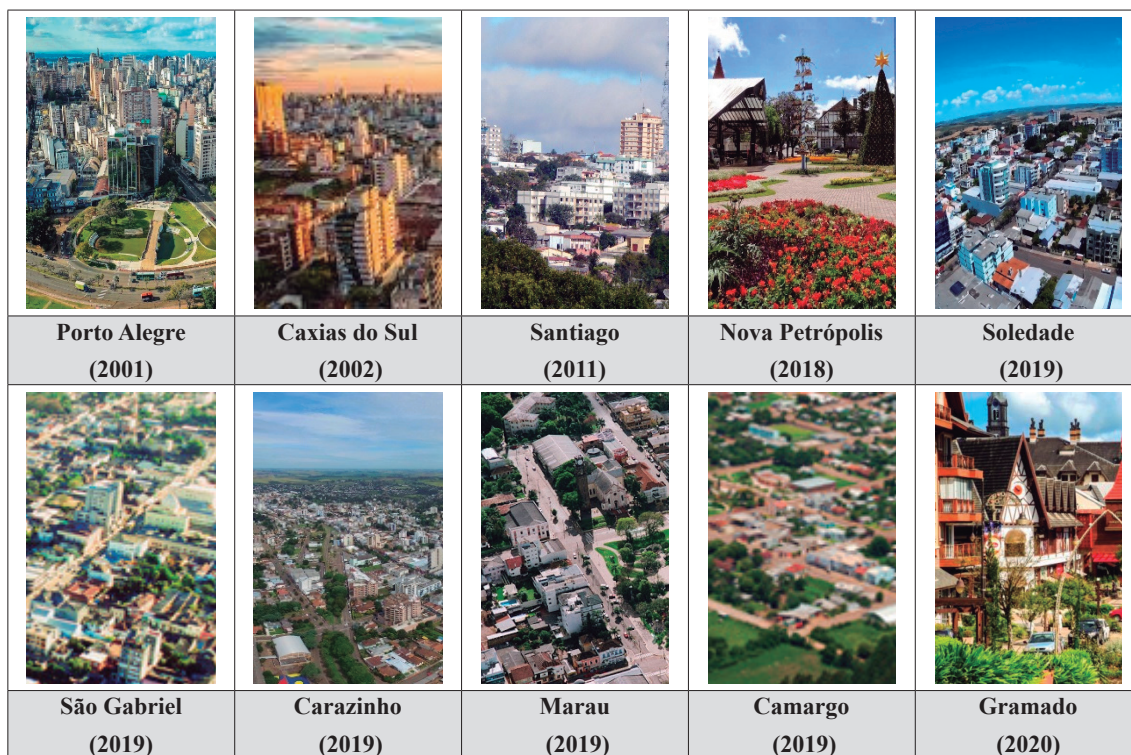 Porto Alegre
(2001)
Caxias do Sul
(2002)
Santiago
(2011)
Nova Petrópolis
(2018)
Soledade
(2019)
São Gabriel
(2019)
Carazinho
(2019)
Marau
(2019)
Camargo
(2019)
Gramado
(2020)